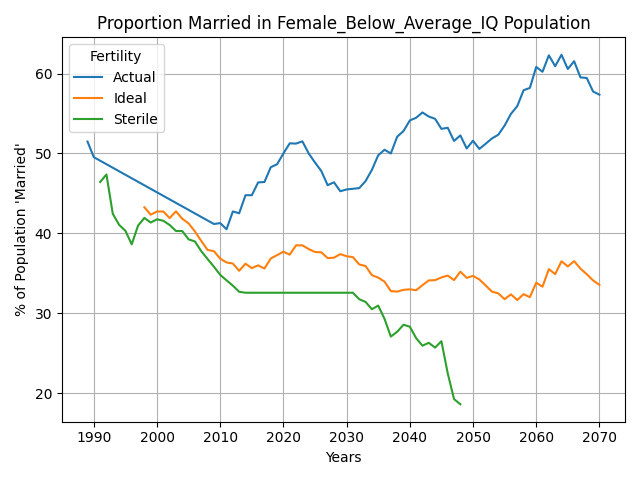 Proportion Married in Female_Below_Average_IQ Population
% of Population 'Married'
Fertility
Actual
Ideal
Sterile
60
50
40
30
20
1990 2000 2010 2020 2030 2040 2050 2060 2070
Years